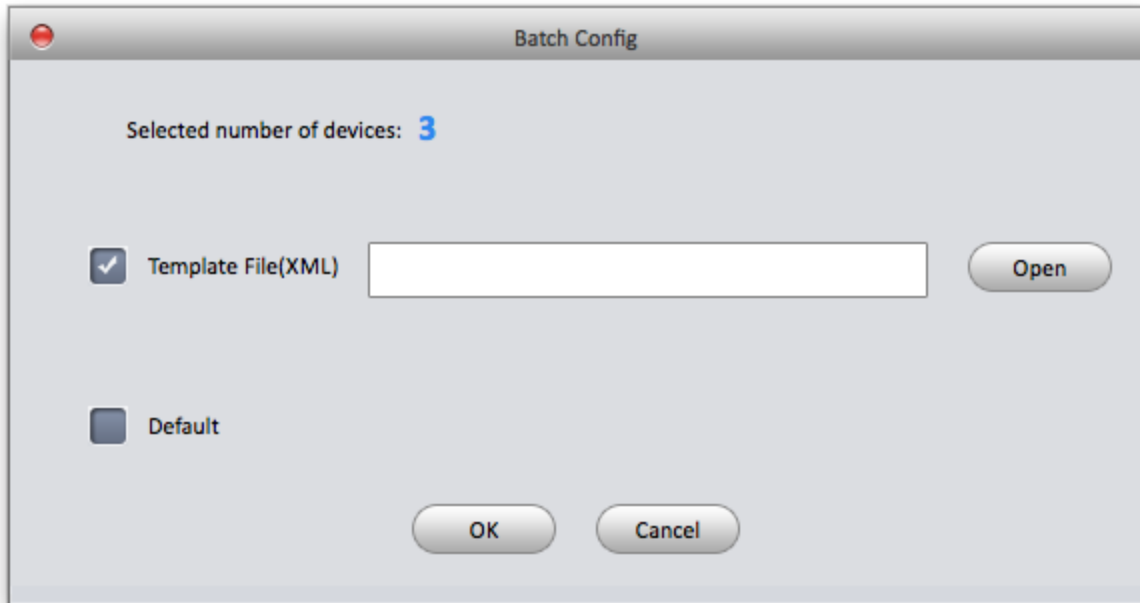 Batch Config
Selected number of devices: 3
Template File(XML) Open
Default
OK Cancel